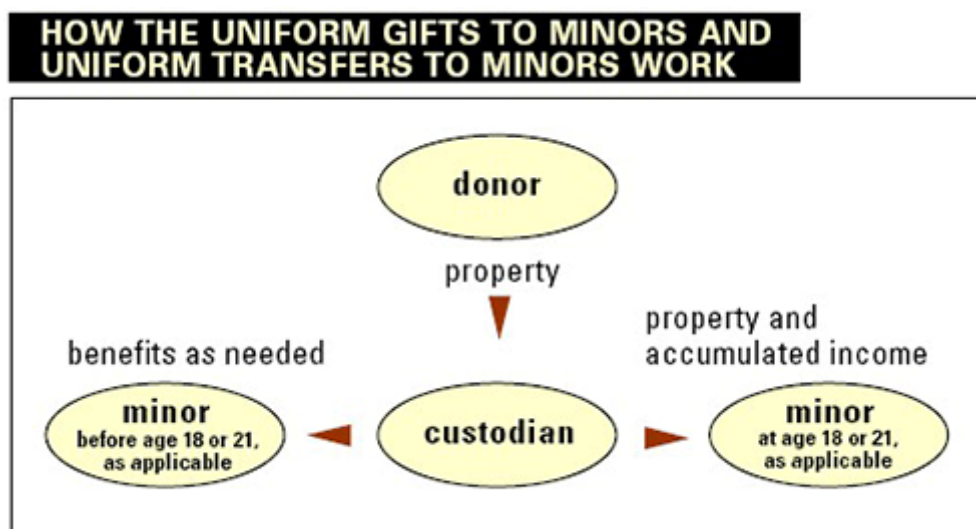 HOW THE UNIFORM GIFTS TO MINORS AND
UNIFORM TRANSFERS TO MINORS WORK
donor
property
benefits as needed
property and
accumulated income
minor
before age 18 or 21,
as applicable
custodian
minor
at age 18 or 21,
as applicable